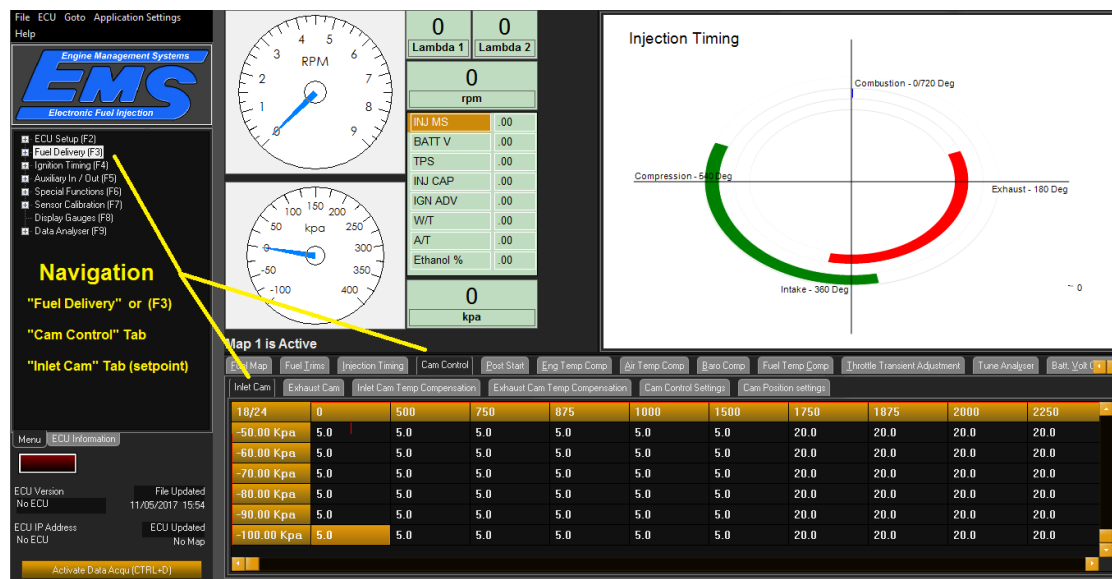 File ECU Goto Application Settings
Help
Engine Management Systems
EMS
Electronic Fuel Injection
ECU Setup (F2)
Fuel Delivery (F3)
Ignition Timing (F4)
Auxiliary In / Out (F5)
Special Functions (F6)
Sensor Calibration (F7)
Display Gauges (F8)
Data Analyser (F9)
Navigation
"Fuel Delivery" or (F3)
"Cam Control" Tab
"Inlet Cam" Tab (setpoint)
Menu ECU Information
ECU Version File Updated
No ECU 11/05/2017 15:54
ECU IP Address ECU Updated
No ECU No Map
Activate Data Acqu (CTRL+D)
RPM
0 1 2 3 4 5 6 7 8 9
kpa
-100 -50 0 50 100 150 200 250 300 350 400
0 0
Lambda 1 Lambda 2
0
rpm
INJ MS .00
BATT V .00
TPS .00
INJ CAP .00
IGN ADV .00
W/T .00
A/T .00
Ethanol % .00
0
kpa
Injection Timing
Combustion - 0/720 Deg
Compression - 540 Deg
Exhaust - 180 Deg
Intake - 360 Deg
~ 0
Map 1 is Active
Fuel Map Fuel Trims Injection Timing Cam Control Post Start Eng Temp Comp Air Temp Comp Baro Comp Fuel Temp Comp Throttle Transient Adjustment Tune Analyser Batt. Volt
Inlet Cam Exhaust Cam Inlet Cam Temp Compensation Exhaust Cam Temp Compensation Cam Control Settings Cam Position settings
18/24 0 500 750 875 1000 1500 1750 1875 2000 2250
-50.00 Kpa 5.0 5.0 5.0 5.0 5.0 5.0 20.0 20.0 20.0 20.0
-60.00 Kpa 5.0 5.0 5.0 5.0 5.0 5.0 20.0 20.0 20.0 20.0
-70.00 Kpa 5.0 5.0 5.0 5.0 5.0 5.0 20.0 20.0 20.0 20.0
-80.00 Kpa 5.0 5.0 5.0 5.0 5.0 5.0 20.0 20.0 20.0 20.0
-90.00 Kpa 5.0 5.0 5.0 5.0 5.0 5.0 20.0 20.0 20.0 20.0
-100.00 Kpa 5.0 5.0 5.0 5.0 5.0 5.0 20.0 20.0 20.0 20.0